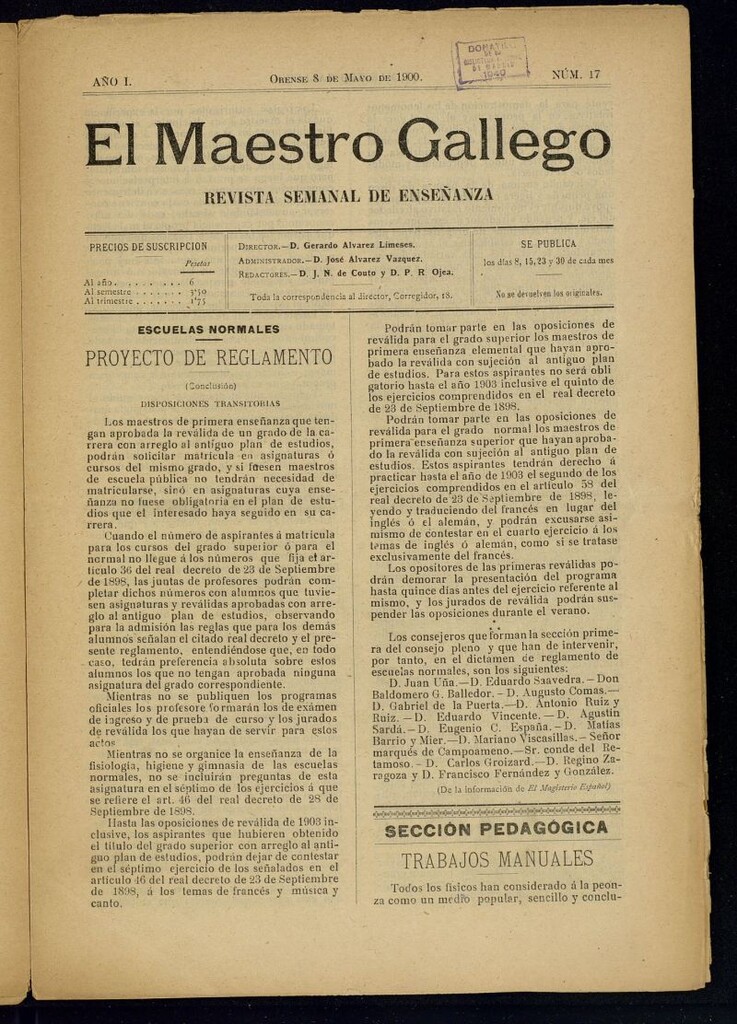 AÑO I.
ORENSE 8 DE MAYO DE 1900.
NÚM. 17
DONATIVO
1940
El Maestro Gallego
REVISTA SEMANAL DE ENSEÑANZA
PRECIOS DE SUSCRIPCION
Pesetas
Al año. . . . . . . . 6
Al semestre . . . . . . . 3'50
Al trimestre . . . . . . . 1'75
DIRECTOR.—D. Gerardo Alvarez Limeses.
ADMINISTRADOR.—D. José Alvarez Vazquez.
REDACTORES.—D. J. N. de Couto y D. P. R. Ojea.
Toda la correspondencia al director, Corregidor, 18.
SE PUBLICA
los días 8, 15, 23 y 30 de cada mes
No se devuelven los originales.
ESCUELAS NORMALES
PROYECTO DE REGLAMENTO
(Conclusión)
DISPOSICIONES TRANSITORIAS
Los maestros de primera enseñanza que ten-
gan aprobada la reválida de un grado de la ca-
rrera con arreglo al antiguo plan de estudios,
podrán solicitar matrícula en asignaturas ó
cursos del mismo grado, y si fuesen maestros
de escuela pública no tendrán necesidad de
matricularse, sinó en asignaturas cuya ense-
ñanza no fuese obligatoria en el plan de estu-
dios que el interesado haya seguido en su ca-
rrera.
Cuando el número de aspirantes á matricula
para los cursos del grado superior ó para el
normal no llegue á los números que fija el ar-
tículo 36 del real decreto de 23 de Septiembre
de 1898, las juntas de profesores podrán com-
pletar dichos números con alumnos que tuvie-
sen asignaturas y reválidas aprobadas con arre-
glo al antiguo plan de estudios, observando
para la admisión las reglas que para los demás
alumnos señalan el citado real decreto y el pre-
sente reglamento, entendiéndose que, en todo
caso, tedrán preferencia absoluta sobre estos
alumnos los que no tengan aprobada ninguna
asignatura del grado correspondiente.
Mientras no se publiquen los programas
oficiales los profesore formarán los de exámen
de ingreso y de prueba de curso y los jurados
de reválida los que hayan de servir para estos
actos
Mientras no se organice la enseñanza de la
fisiología, higiene y gimnasia de las escuelas
normales, no se incluirán preguntas de esta
asignatura en el séptimo de los ejercicios á que
se refiere el art. 46 del real decreto de 28 de
Septiembre de 1898.
Hasta las oposiciones de reválida de 1903 in-
clusive, los aspirantes que hubieren obtenido
el título del grado superior con arreglo al anti-
guo plan de estudios, podrán dejar de contestar
en el séptimo ejercicio de los señalados en el
artículo 46 del real decreto de 23 de Septiembre
de 1898, á los temas de francés y música y
canto.
Podrán tomar parte en las oposiciones de
reválida para el grado superior los maestros de
primera enseñanza elemental que hayan apro-
bado la reválida con sujeción al antiguo plan
de estudios. Para estos aspirantes no será obli
gatorio hasta el año 1903 inclusive el quinto de
los ejercicios comprendidos en el real decreto
de 23 de Septiembre de 1898.
Podrán tomar parte en las oposiciones de
reválida para el grado normal los maestros de
primera enseñanza superior que hayan aproba-
do la reválida con sujeción al antiguo plan de
estudios. Estos aspirantes tendrán derecho á
practicar hasta el año de 1903 el segundo de los
ejercicios comprendidos en el artículo 58 del
real decreto de 23 de Septiembre de 1898, le-
yendo y traduciendo del francés en lugar del
inglés ó el alemán, y podrán excusarse asi-
mismo de contestar en el cuarto ejercicio á los
temas de inglés ó alemán, como si se tratase
exclusivamente del francés.
Los opositores de las primeras reválidas po-
drán demorar la presentación del programa
hasta quince días antes del ejercicio referente al
mismo, y los jurados de reválida podrán sus-
pender las oposiciones durante el verano.
Los consejeros que forman la sección prime-
ra del consejo pleno y que han de intervenir,
por tanto, en el dictámen de reglamento de
escuelas normales, son los siguientes:
D. Juan Uña.—D. Eduardo Saavedra.—Don
Baldomero G. Balledor.—D. Augusto Comas.—
D. Gabriel de la Puerta.—D. Antonio Ruiz y
Ruiz.—D. Eduardo Vincente.—D. Agustín
Sardá.—D. Eugenio C. España.—D. Matías
Barrio y Mier.—D. Mariano Viscasillas.—Señor
marqués de Campoameno.—Sr. conde del Re-
tamoso.—D. Carlos Groizard.—D. Regino Za-
ragoza y D. Francisco Fernández y González.
(De la información de El Magisterio Español)
SECCIÓN PEDAGÓGICA
TRABAJOS MANUALES
Todos los físicos han considerado á la peon-
za como un medio popular, sencillo y conclu-